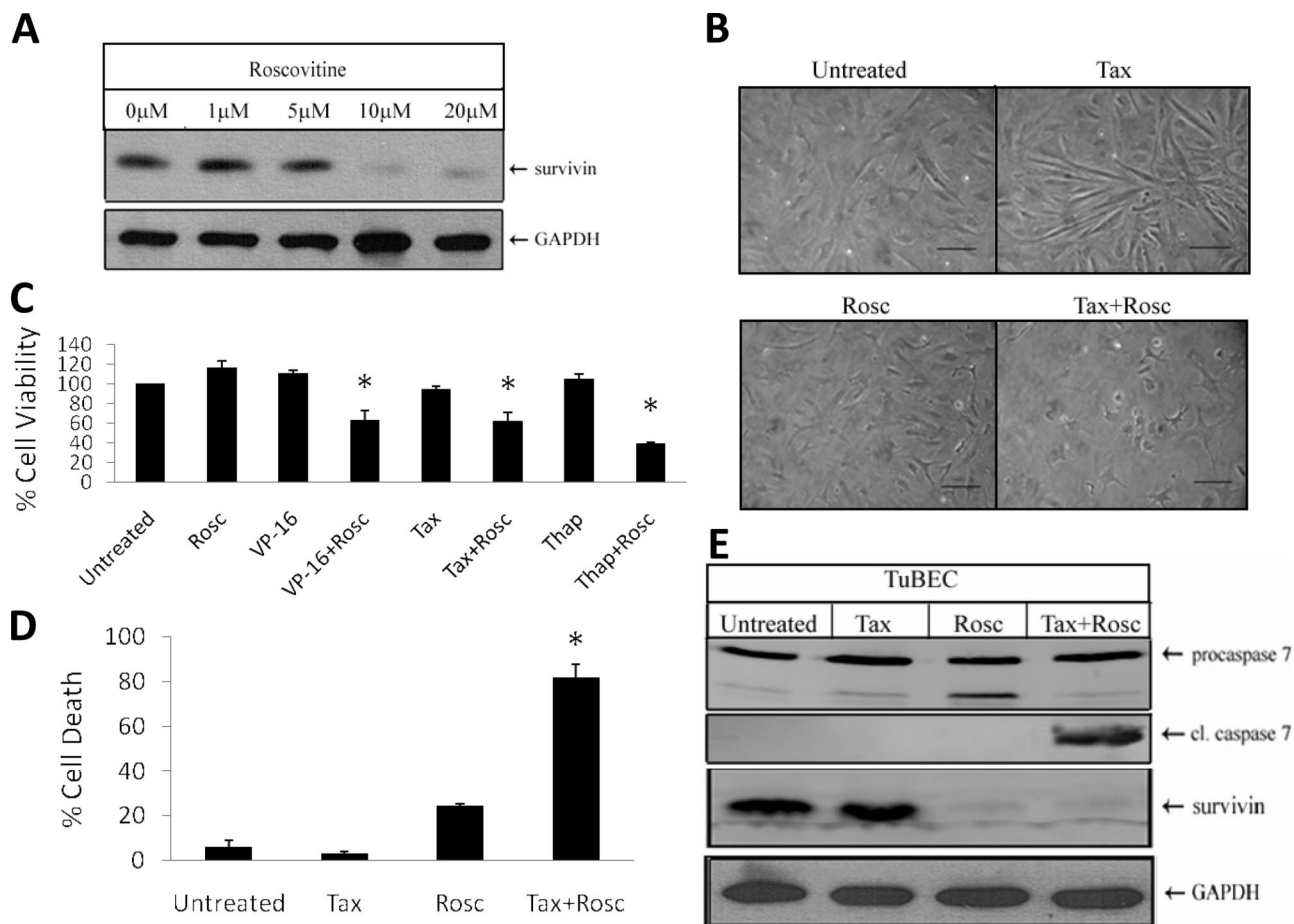 A
Roscovitine
0µM 1µM 5µM 10µM 20µM
← survivin
← GAPDH
B
Untreated Tax
Rosc Tax+Rosc
C
% Cell Viability
140
120
100
80
60
40
20
0
* * *
Untreated Rosc VP-16 VP-16+Rosc Tax Tax+Rosc Thap Thap+Rosc
D
% Cell Death
100
80
60
40
20
0
*
Untreated Tax Rosc Tax+Rosc
E
TuBEC
Untreated Tax Rosc Tax+Rosc
← procaspase 7
← cl. caspase 7
← survivin
← GAPDH